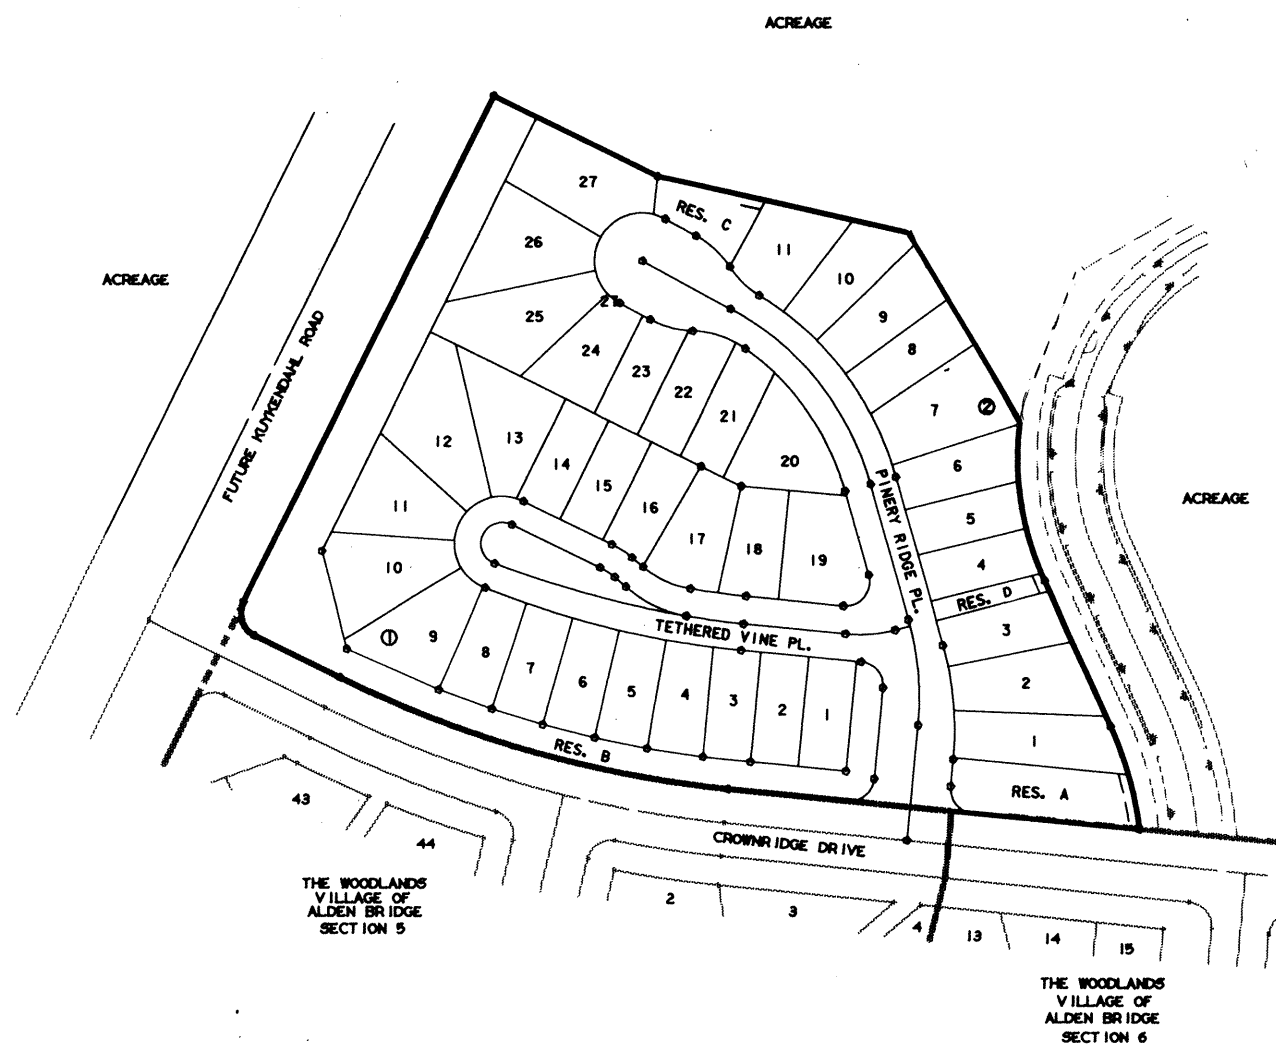 ACREAGE
27
RES. C
11
26
10
ACREAGE
27
25
9
24
8
FUTURE KUYKENDAHL ROAD
23
22
7
2
21
12
13
20
6
14
15
ACREAGE
11
16
5
PINERY RIDGE PL.
17
18
19
4
10
RES. D
1
9
TETHERED VINE PL.
3
8
7
6
5
4
3
2
1
2
1
RES. B
RES. A
43
44
CROWNRIDGE DRIVE
THE WOODLANDS
VILLAGE OF
ALDEN BRIDGE
SECTION 5
2
3
4
13
14
15
THE WOODLANDS
VILLAGE OF
ALDEN BRIDGE
SECTION 6